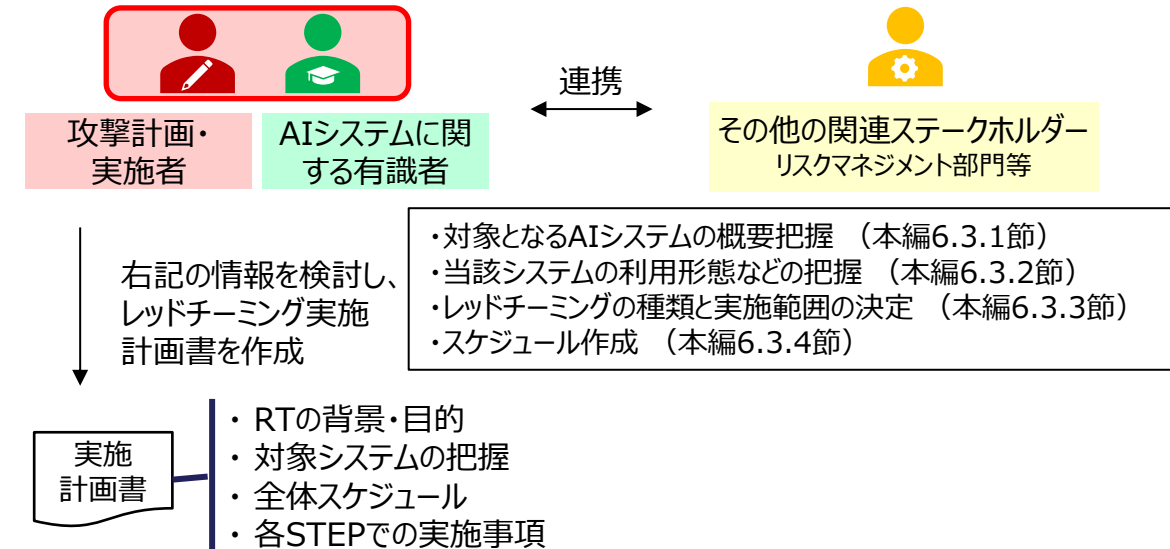 連携
攻撃計画・
実施者
AIシステムに関
する有識者
その他の関連ステークホルダー
リスクマネジメント部門等
右記の情報を検討し、
レッドチーミング実施
計画書を作成
・対象となるAIシステムの概要把握 （本編6.3.1節）
・当該システムの利用形態などの把握 （本編6.3.2節）
・レッドチーミングの種類と実施範囲の決定 （本編6.3.3節）
・スケジュール作成 （本編6.3.4節）
実施
計画書
・ RTの背景・目的
・ 対象システムの把握
・ 全体スケジュール
・ 各STEPでの実施事項